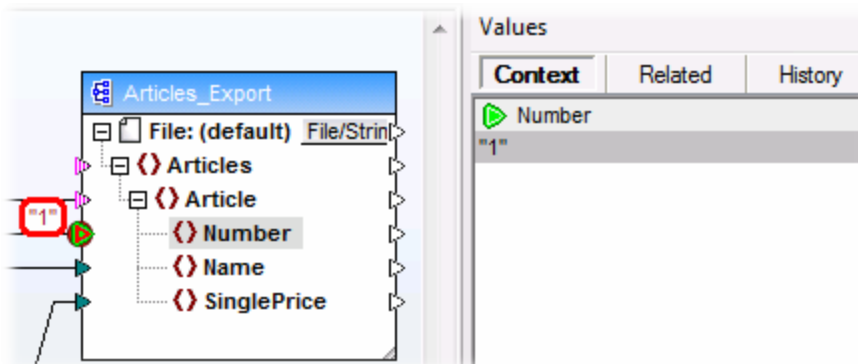 Values
Context Related History
Articles_Export
Number
File: (default) File/Strin
"1"
Articles
Article
"1"
Number
Name
SinglePrice